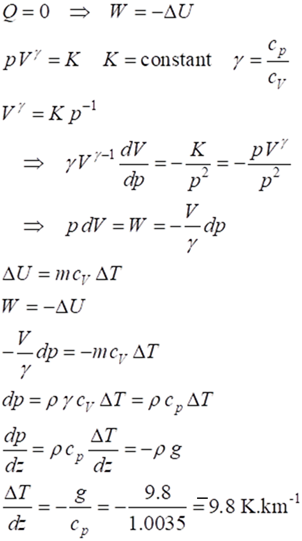 Q = 0 ⇒ W = −ΔU
pV^γ = K K = constant γ = c_p/c_V
V^γ = K p^−1
⇒ γV^γ−1 dV/dp = −K/p^2 = −pV^γ/p^2
⇒ p dV = W = −V/γ dp
ΔU = mc_V ΔT
W = −ΔU
−V/γ dp = −mc_V ΔT
dp = ρ γ c_V ΔT = ρ c_p ΔT
dp/dz = ρ c_p ΔT/dz = −ρ g
ΔT/dz = −g/c_p = −9.8/1.0035 = −9.8 K.km^-1